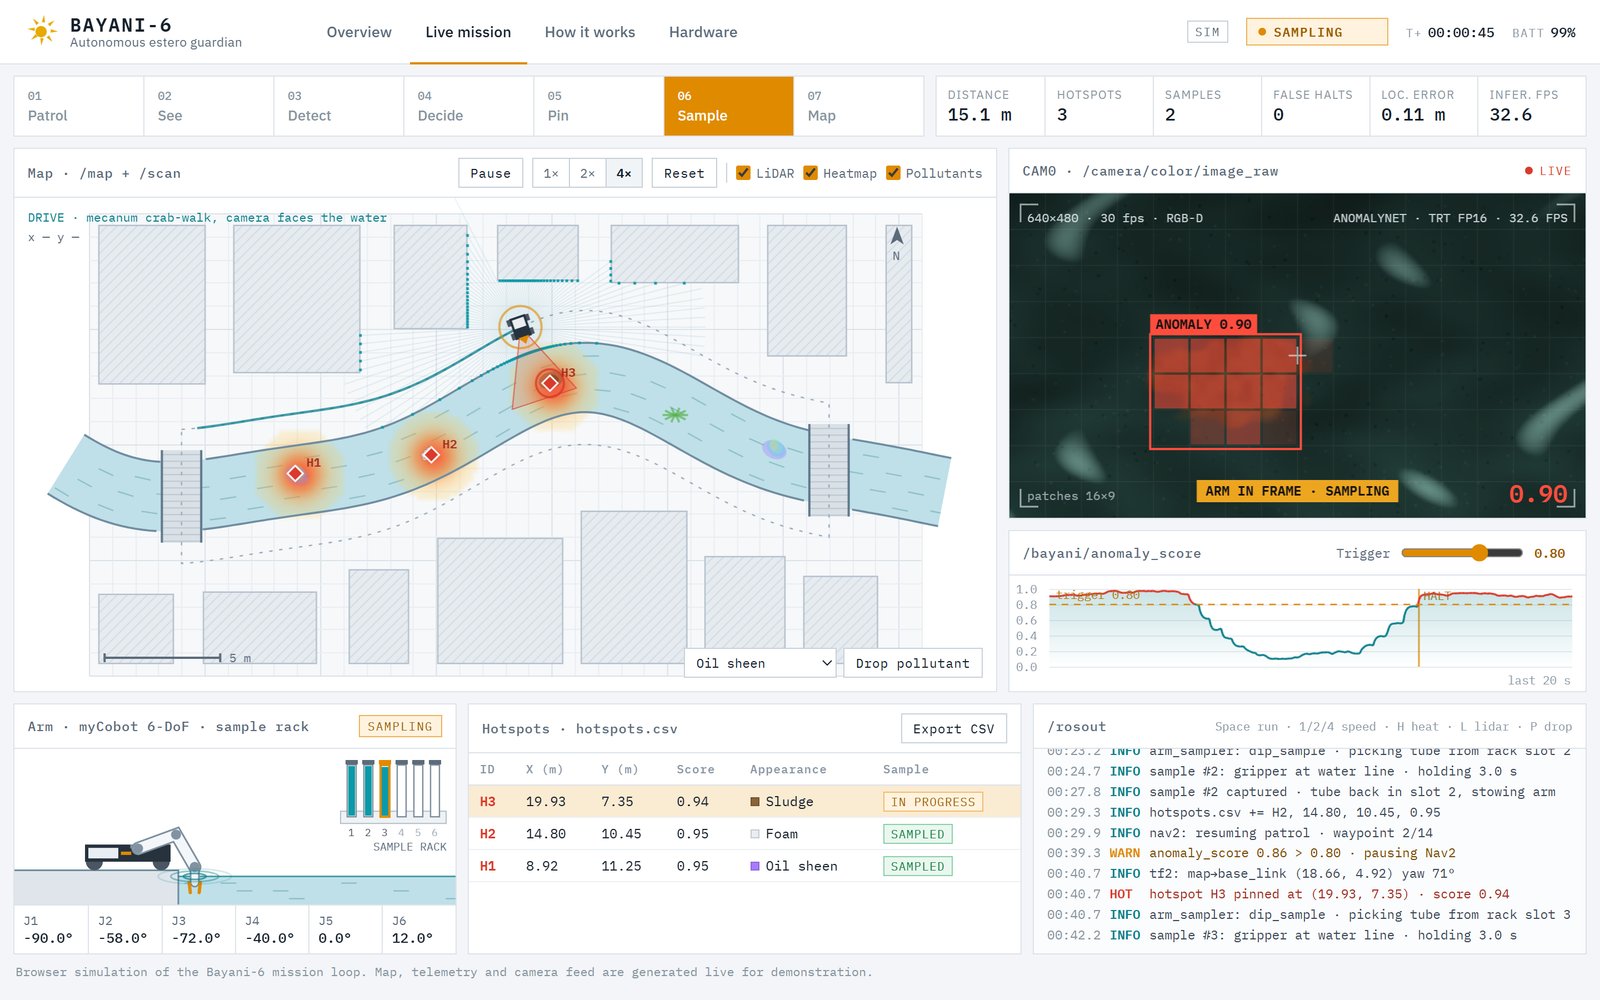 BAYANI-6
Autonomous estero guardian
Overview
Live mission
How it works
Hardware
SIM
SAMPLING
T+ 00:00:45
BATT 99%
01
Patrol
02
See
03
Detect
04
Decide
05
Pin
06
Sample
07
Map
DISTANCE
15.1 m
HOTSPOTS
3
SAMPLES
2
FALSE HALTS
0
LOC. ERROR
0.11 m
INFER. FPS
32.6
Map · /map + /scan
Pause
1×
2×
4×
Reset
LiDAR
Heatmap
Pollutants
DRIVE · mecanum crab-walk, camera faces the water
x — y —
N
H3
H2
H1
5 m
Oil sheen
Drop pollutant
CAM0 · /camera/color/image_raw
LIVE
640×480 · 30 fps · RGB-D
ANOMALYNET · TRT FP16 · 32.6 FPS
ANOMALY 0.90
ARM IN FRAME · SAMPLING
patches 16×9
0.90
/bayani/anomaly_score
Trigger
0.80
1.0
0.8
0.6
0.4
0.2
0.0
trigger 0.80
HALT
last 20 s
Arm · myCobot 6-DoF · sample rack
SAMPLING
1 2 3 4 5 6
SAMPLE RACK
J1
-90.0°
J2
-58.0°
J3
-72.0°
J4
-40.0°
J5
0.0°
J6
12.0°
Hotspots · hotspots.csv
Export CSV
ID X (m) Y (m) Score Appearance Sample
H3 19.93 7.35 0.94 Sludge IN PROGRESS
H2 14.80 10.45 0.95 Foam SAMPLED
H1 8.92 11.25 0.95 Oil sheen SAMPLED
/rosout
Space run · 1/2/4 speed · H heat · L lidar · P drop
00:23.2 INFO arm_sampler: dip_sample · picking tube from rack slot 2
00:24.7 INFO sample #2: gripper at water line · holding 3.0 s
00:27.8 INFO sample #2 captured · tube back in slot 2, stowing arm
00:29.3 INFO hotspots.csv += H2, 14.80, 10.45, 0.95
00:29.9 INFO nav2: resuming patrol · waypoint 2/14
00:39.3 WARN anomaly_score 0.86 > 0.80 · pausing Nav2
00:40.7 INFO tf2: map→base_link (18.66, 4.92) yaw 71°
00:40.7 HOT hotspot H3 pinned at (19.93, 7.35) · score 0.94
00:40.7 INFO arm_sampler: dip_sample · picking tube from rack slot 3
00:42.2 INFO sample #3: gripper at water line · holding 3.0 s
Browser simulation of the Bayani-6 mission loop. Map, telemetry and camera feed are generated live for demonstration.